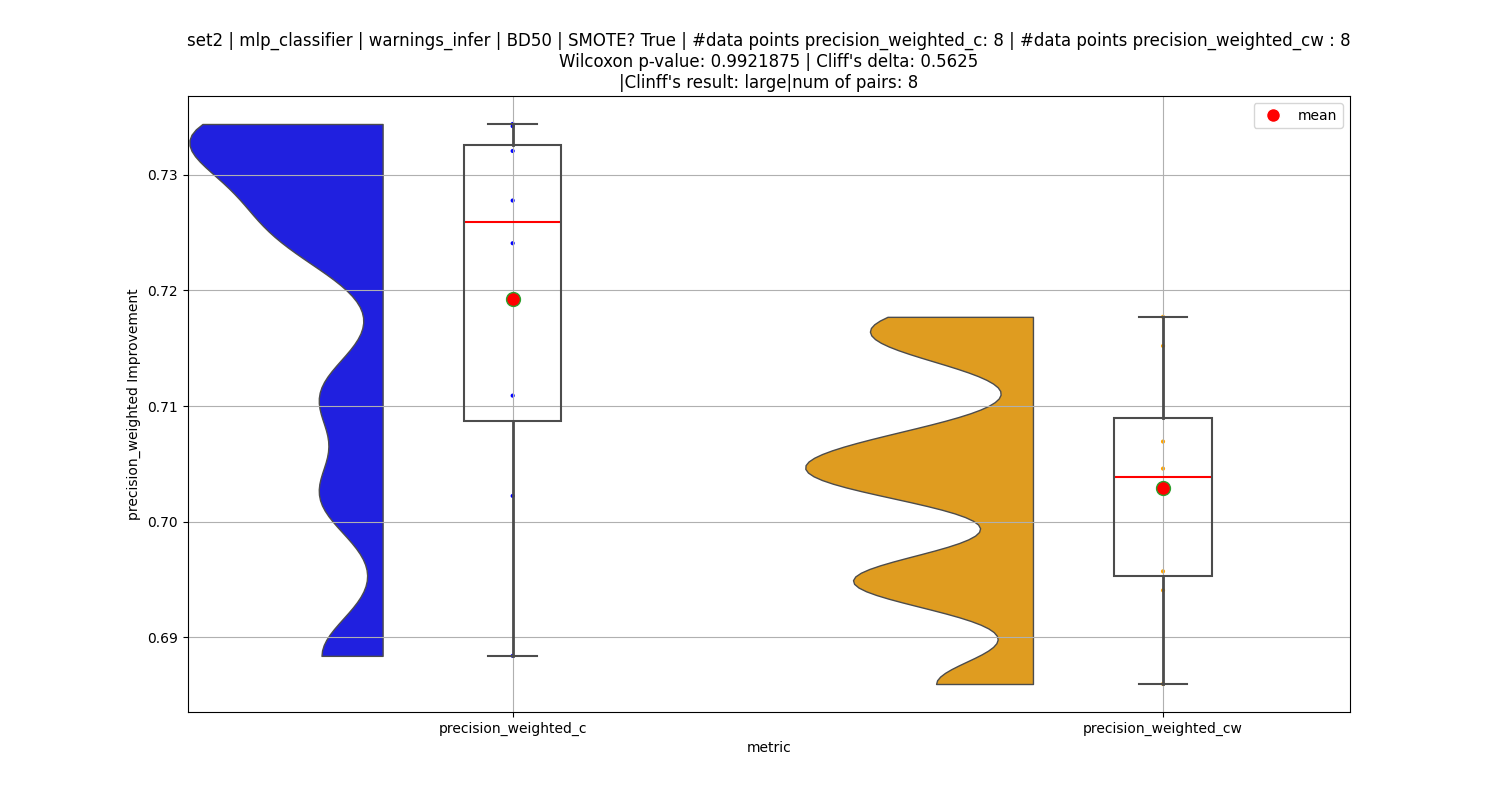 set2 | mlp_classifier | warnings_infer | BD50 | SMOTE? True | #data points precision_weighted_c: 8 | #data points precision_weighted_cw : 8
Wilcoxon p-value: 0.9921875 | Cliff's delta: 0.5625
|Clinff's result: large|num of pairs: 8
mean
0.73
0.72
0.71
0.70
0.69
precision_weighted Improvement
precision_weighted_c
precision_weighted_cw
metric